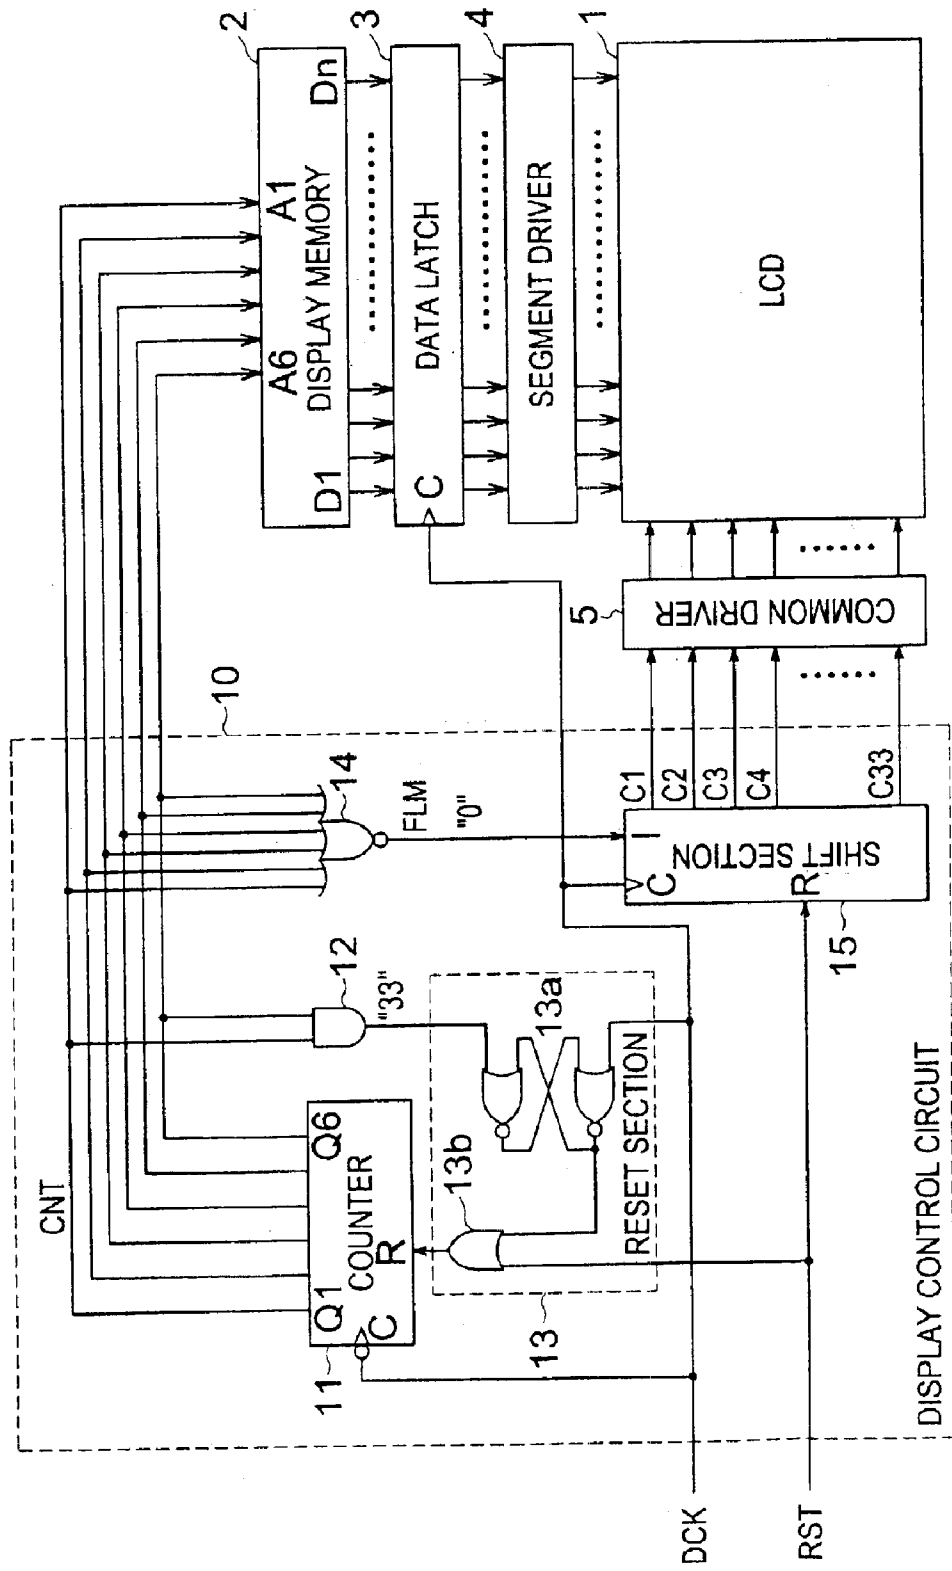 2
3
4
1
Dn
A1
A6
DISPLAY MEMORY
D1
DATA LATCH
C
SEGMENT DRIVER
LCD
5
COMMON DRIVER
10
CNT
14
FLM
"0"
C1
C2
C3
C4
C33
I
C
SHIFT SECTION
R
15
12
"33"
13a
13b
RESET SECTION
13
Q6
COUNTER
Q1
R
C
11
DISPLAY CONTROL CIRCUIT
DCK
RST